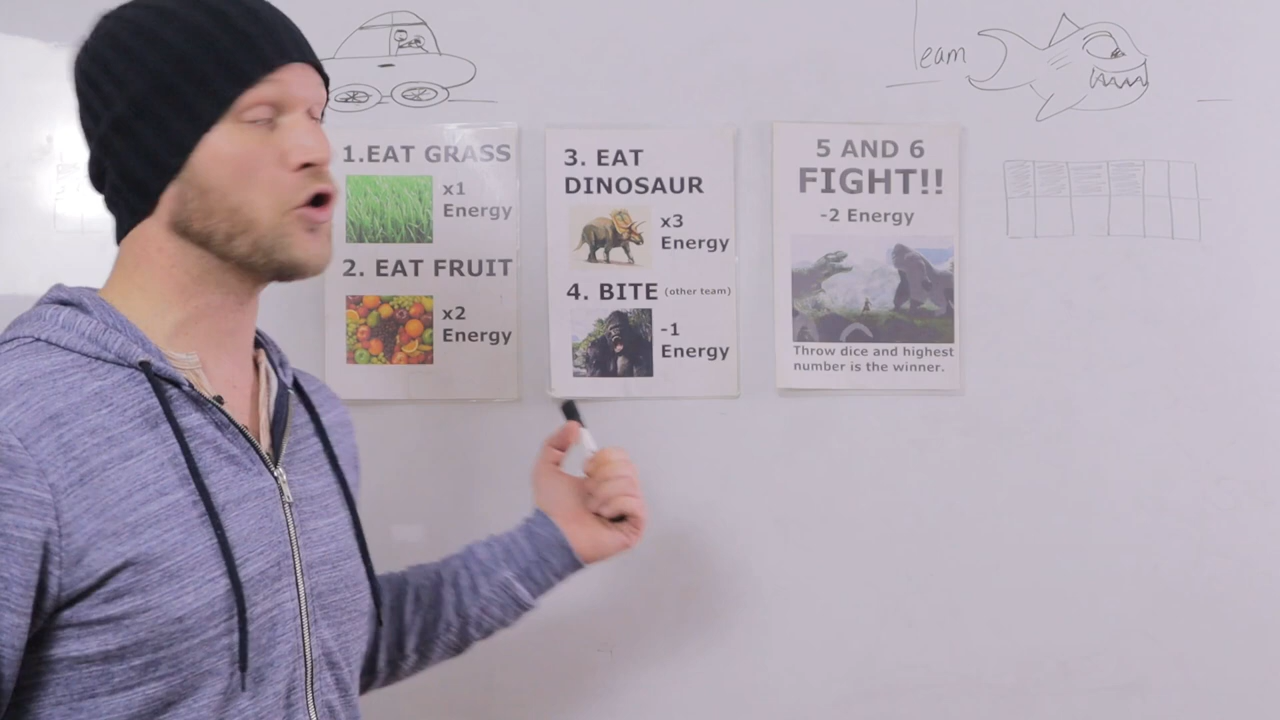 Team
1.EAT GRASS
x1
Energy
2. EAT FRUIT
x2
Energy
3. EAT
DINOSAUR
x3
Energy
4. BITE (other team)
-1
Energy
5 AND 6
FIGHT!!
-2 Energy
Throw dice and highest
number is the winner.